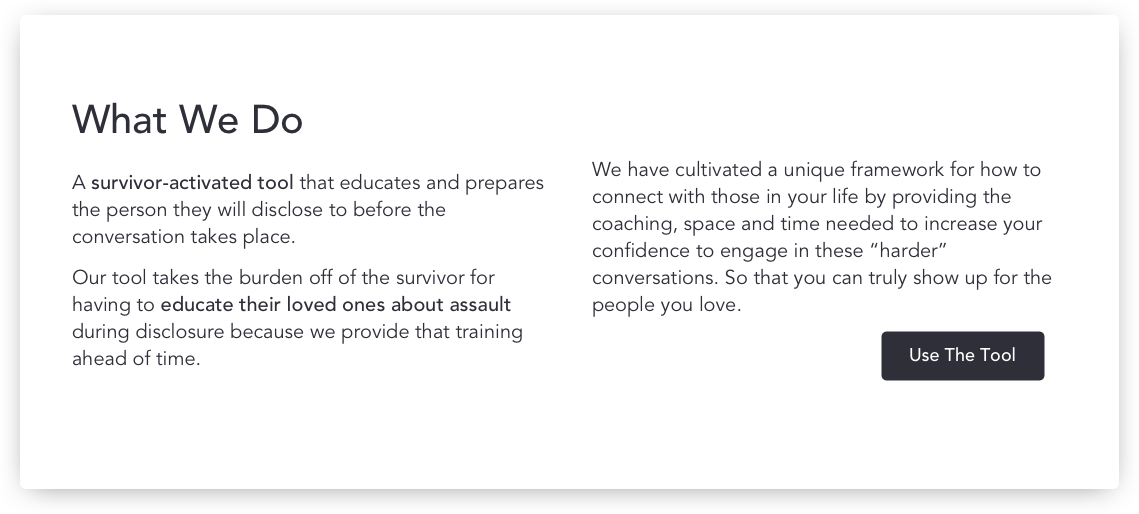 What We Do
A survivor-activated tool that educates and prepares
the person they will disclose to before the
conversation takes place.
Our tool takes the burden off of the survivor for
having to educate their loved ones about assault
during disclosure because we provide that training
ahead of time.
We have cultivated a unique framework for how to
connect with those in your life by providing the
coaching, space and time needed to increase your
confidence to engage in these “harder”
conversations. So that you can truly show up for the
people you love.
Use The Tool